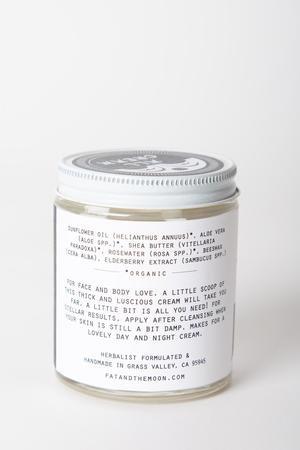 CREAM
SUNFLOWER OIL (HELIANTHUS ANNUUS)*, ALOE VERA
(ALOE SPP.)*, SHEA BUTTER (VITELLARIA
PARADOXA)*, ROSEWATER (ROSA SPP.)*, BEESWAX
(CERA ALBA), ELDERBERRY EXTRACT (SAMBUCUS SPP.)
*ORGANIC
FOR FACE AND BODY LOVE. A LITTLE SCOOP OF
THIS THICK AND LUSCIOUS CREAM WILL TAKE YOU
FAR. A LITTLE BIT IS ALL YOU NEED! FOR
STELLAR RESULTS, APPLY AFTER CLEANSING WHEN
YOUR SKIN IS STILL A BIT DAMP. MAKES FOR A
LOVELY DAY AND NIGHT CREAM.
HERBALIST FORMULATED &
HANDMADE IN GRASS VALLEY, CA 95945
FATANDTHEMOON.COM